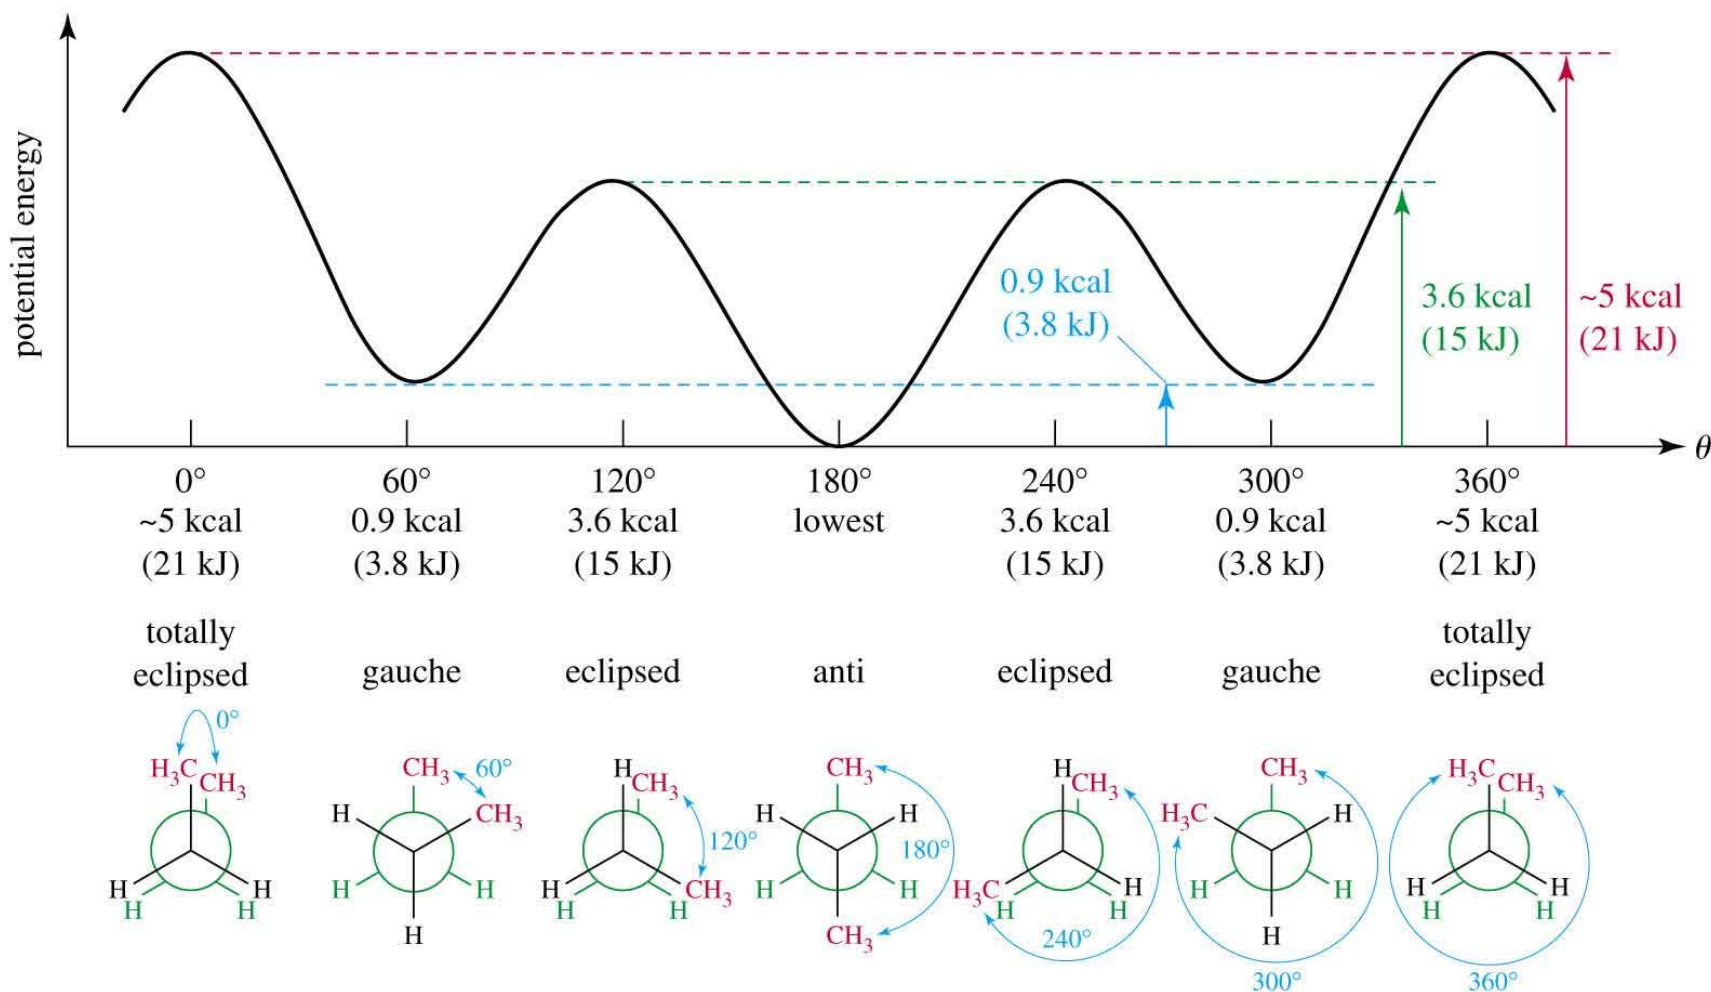 potential energy
0.9 kcal
(3.8 kJ)
3.6 kcal
(15 kJ)
~5 kcal
(21 kJ)
θ
0° 60° 120° 180° 240° 300° 360°
~5 kcal 0.9 kcal 3.6 kcal lowest 3.6 kcal 0.9 kcal ~5 kcal
(21 kJ) (3.8 kJ) (15 kJ) (15 kJ) (3.8 kJ) (21 kJ)
totally totally
eclipsed gauche eclipsed anti eclipsed gauche eclipsed
0°
H₃C CH₃
H H
H
CH₃ 60°
H CH₃
H H
H
H CH₃
120°
H CH₃
H H
CH₃
H H
180°
H H
CH₃
H CH₃
H₃C H
H H
240°
CH₃
H₃C H
H H
H
300°
H₃C CH₃
H H
H H
360°